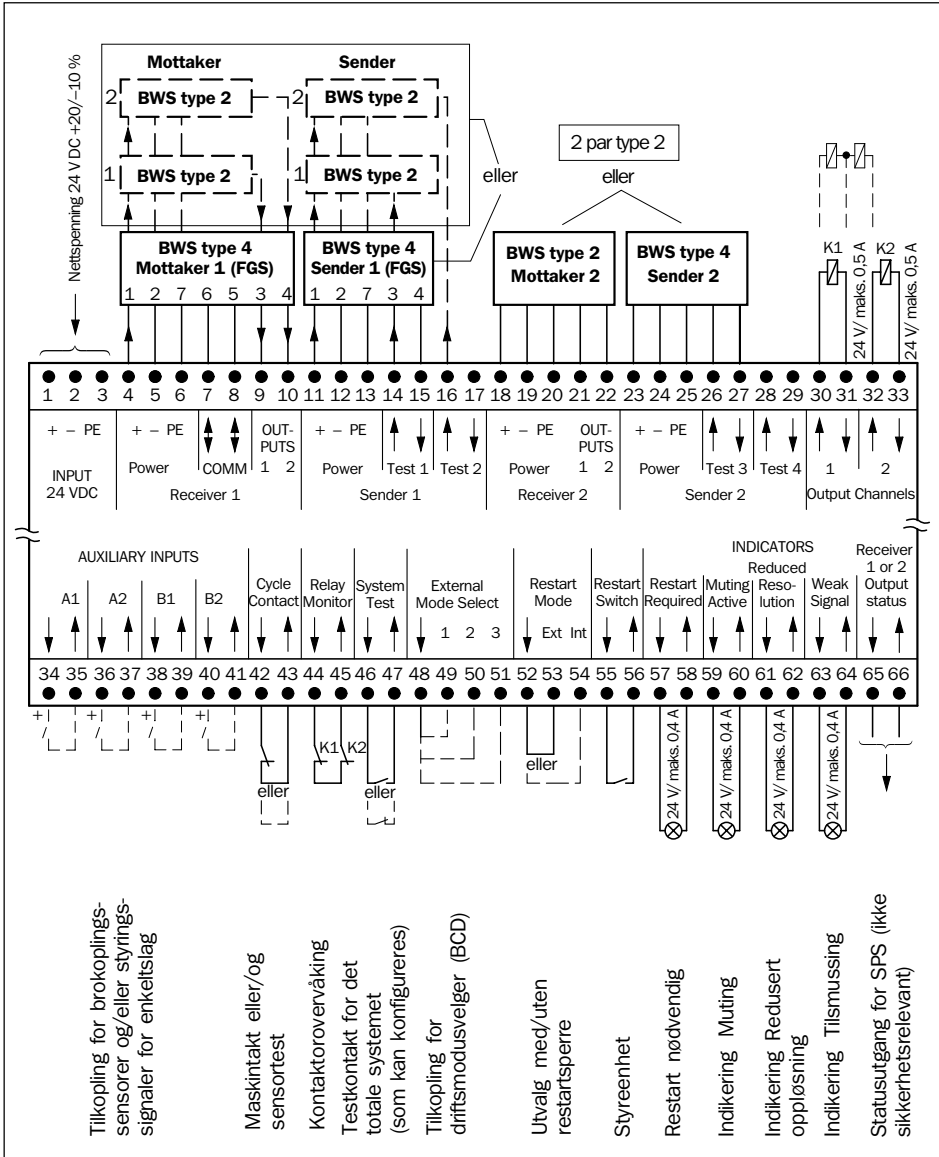 Nettspenning 24 V DC +20/–10 %
Mottaker
Sender
2
BWS type 2
2
BWS type 2
1
BWS type 2
1
BWS type 2
eller
2 par type 2
eller
BWS type 4
Mottaker 1 (FGS)
1 2 7 6 5 3 4
BWS type 4
Sender 1 (FGS)
1 2 7 3 4
BWS type 2
Mottaker 2
BWS type 4
Sender 2
K1
24 V/ maks. 0,5 A
K2
24 V/ maks. 0,5 A
1 2 3 4 5 6 7 8 9 10 11 12 13 14 15 16 17 18 19 20 21 22 23 24 25 26 27 28 29 30 31 32 33
+ – PE
INPUT
24 VDC
+ – PE
Power
COMM
OUT-
PUTS
1 2
Receiver 1
+ – PE
Power
Test 1
Test 2
Sender 1
+ – PE
Power
OUTPUTS
1 2
Receiver 2
+ – PE
Power
Test 3
Test 4
Sender 2
1
2
Output Channels
AUXILIARY INPUTS
A1
A2
B1
B2
Cycle
Contact
Relay
Monitor
System
Test
External
Mode Select
1 2 3
Restart
Mode
Ext Int
Restart
Switch
INDICATORS
Restart
Required
Muting
Active
Reduced
Reso-
lution
Weak
Signal
Receiver
1 or 2
Output
status
34 35 36 37 38 39 40 41 42 43 44 45 46 47 48 49 50 51 52 53 54 55 56 57 58 59 60 61 62 63 64 65 66
+
+
+
+
eller
K1
K2
eller
eller
24 V/ maks. 0,4 A
24 V/ maks. 0,4 A
24 V/ maks. 0,4 A
24 V/ maks. 0,4 A
Tilkopling for brokoplings-
sensorer og/eller styrings-
signaler for enkeltslag
Maskintakt eller/og
sensortest
Kontaktorovervåking
Testkontakt for det
totale systemet
(som kan konfigureres)
Tilkopling for
driftsmodusvelger (BCD)
Utvalg med/uten
restartsperre
Styreenhet
Restart nødvendig
Indikering Muting
Indikering Redusert
oppløsning
Indikering Tilsmussing
Statusutgang for SPS (ikke
sikkerhetsrelevant)